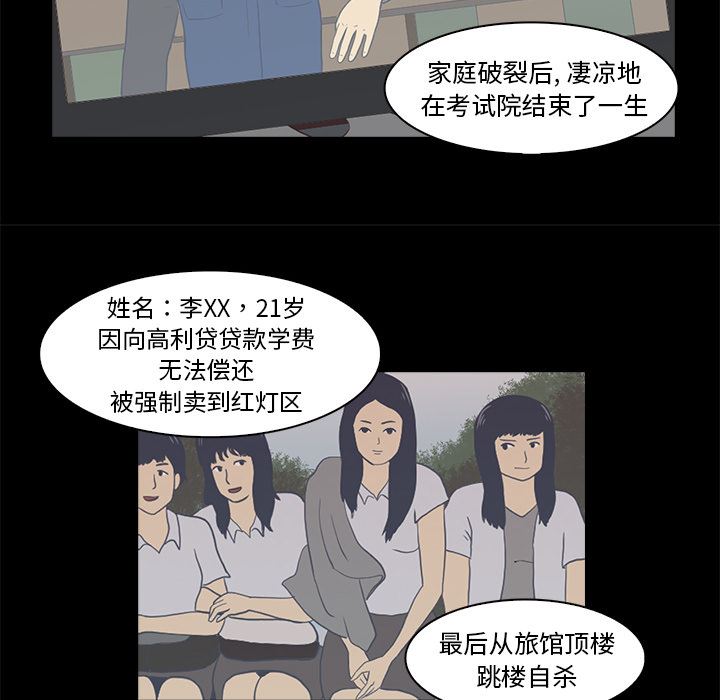 家庭破裂后, 凄凉地
在考试院结束了一生
姓名：李XX，21岁
因向高利贷贷款学费
无法偿还
被强制卖到红灯区
最后从旅馆顶楼
跳楼自杀